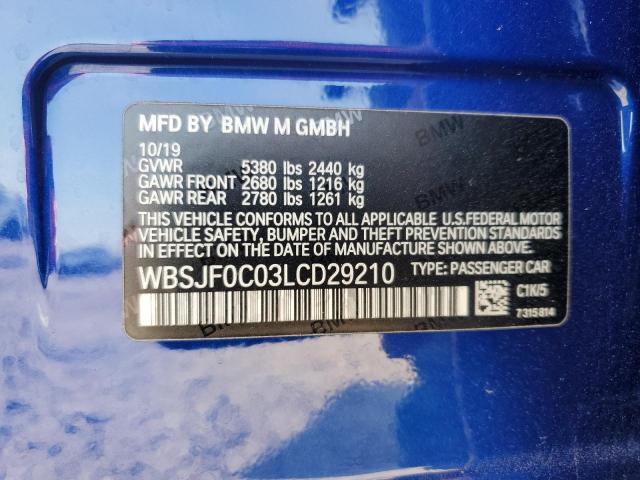 MFD BY BMW M GMBH
10/19
GVWR 5380 lbs 2440 kg
GAWR FRONT 2680 lbs 1216 kg
GAWR REAR 2780 lbs 1261 kg
THIS VEHICLE CONFORMS TO ALL APPLICABLE U.S.FEDERAL MOTOR
VEHICLE SAFETY, BUMPER AND THEFT PREVENTION STANDARDS
IN EFFECT ON THE DATE OF MANUFACTURE SHOWN ABOVE.
WBSJF0C03LCD29210 TYPE: PASSENGER CAR
C1K/5
7315814